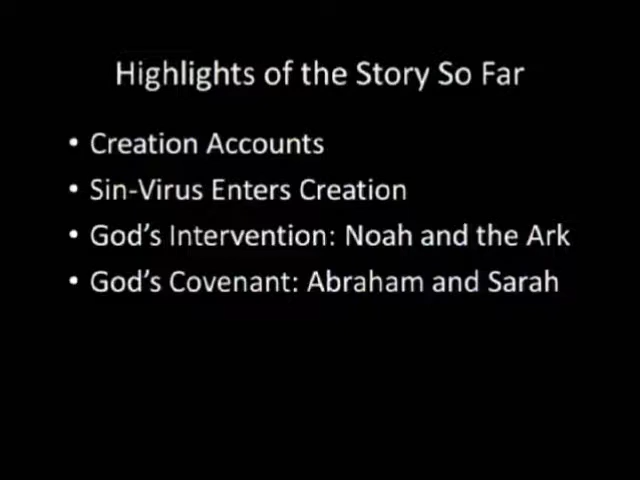 Highlights of the Story So Far
• Creation Accounts
• Sin-Virus Enters Creation
• God's Intervention: Noah and the Ark
• God's Covenant: Abraham and Sarah